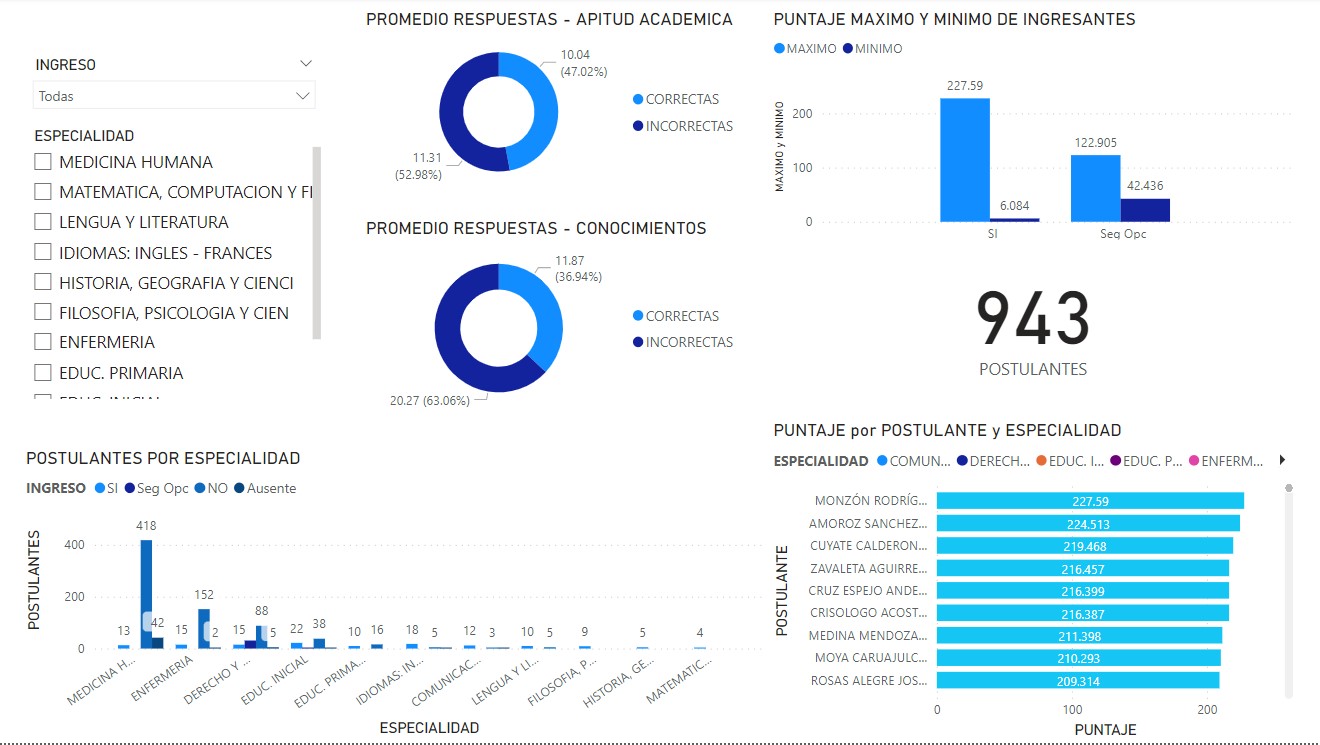 INGRESO
Todas
ESPECIALIDAD
MEDICINA HUMANA
MATEMATICA, COMPUTACION Y FI
LENGUA Y LITERATURA
IDIOMAS: INGLES - FRANCES
HISTORIA, GEOGRAFIA Y CIENCI
FILOSOFIA, PSICOLOGIA Y CIEN
ENFERMERIA
EDUC. PRIMARIA
EDUC. INICIAL
PROMEDIO RESPUESTAS - APITUD ACADEMICA
10.04
(47.02%)
11.31
(52.98%)
CORRECTAS
INCORRECTAS
PROMEDIO RESPUESTAS - CONOCIMIENTOS
11.87
(36.94%)
20.27 (63.06%)
CORRECTAS
INCORRECTAS
PUNTAJE MAXIMO Y MINIMO DE INGRESANTES
MAXIMO MINIMO
MAXIMO y MINIMO
200
100
0
227.59
6.084
122.905
42.436
SI
Seg Opc
943
POSTULANTES
POSTULANTES POR ESPECIALIDAD
INGRESO SI Seg Opc NO Ausente
POSTULANTES
400
200
0
13 418 42 15 152 2 15 88 5 22 38 10 16 18 5 12 3 10 5 9 5 4
MEDICINA H...
ENFERMERIA
DERECHO Y ...
EDUC. INICIAL
EDUC. PRIMA...
IDIOMAS: IN...
COMUNICAC...
LENGUA Y LI...
FILOSOFIA, P...
HISTORIA, GE...
MATEMATIC...
ESPECIALIDAD
PUNTAJE por POSTULANTE y ESPECIALIDAD
ESPECIALIDAD COMUN... DERECH... EDUC. I... EDUC. P... ENFERM...
POSTULANTE
MONZÓN RODRÍG... 227.59
AMOROZ SANCHEZ... 224.513
CUYATE CALDERON... 219.468
ZAVALETA AGUIRRE... 216.457
CRUZ ESPEJO ANDE... 216.399
CRISOLOGO ACOST... 216.387
MEDINA MENDOZA... 211.398
MOYA CARUAJULC... 210.293
ROSAS ALEGRE JOS... 209.314
0 100 200
PUNTAJE